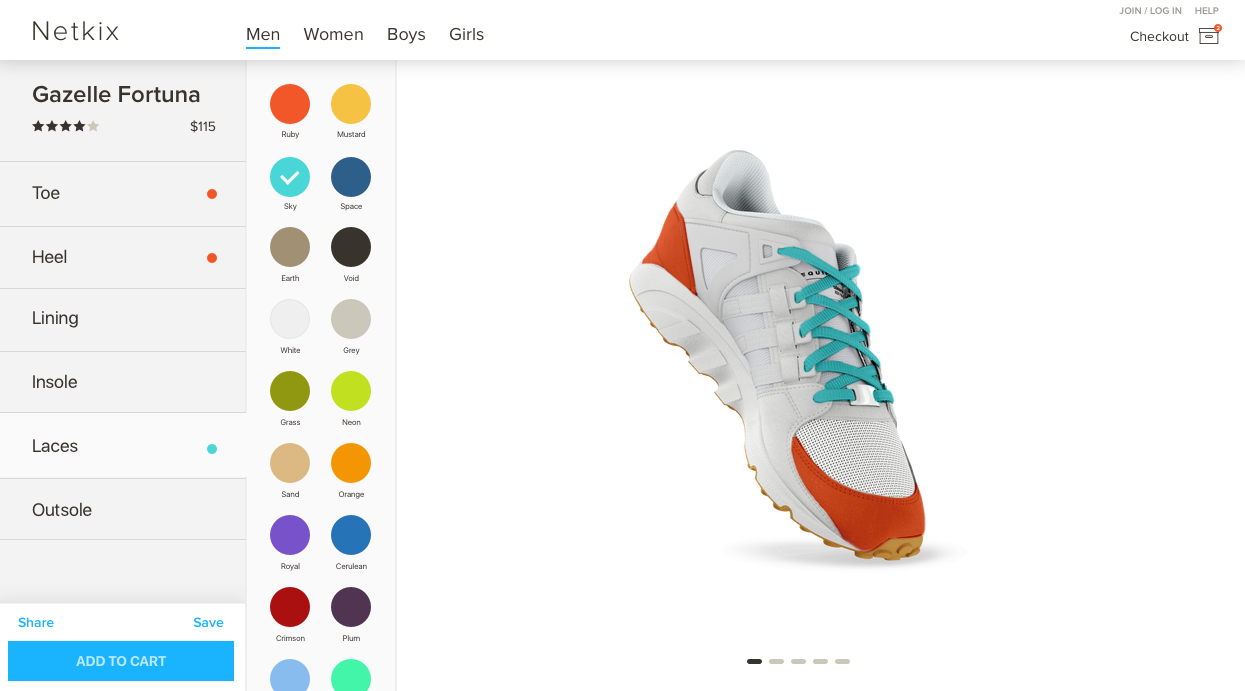 Netkix
Men Women Boys Girls
JOIN / LOG IN HELP
Checkout
Gazelle Fortuna
$115
Toe
Heel
Lining
Insole
Laces
Outsole
Share Save
ADD TO CART
Ruby Mustard
Sky Space
Earth Void
White Grey
Grass Neon
Sand Orange
Royal Cerulean
Crimson Plum